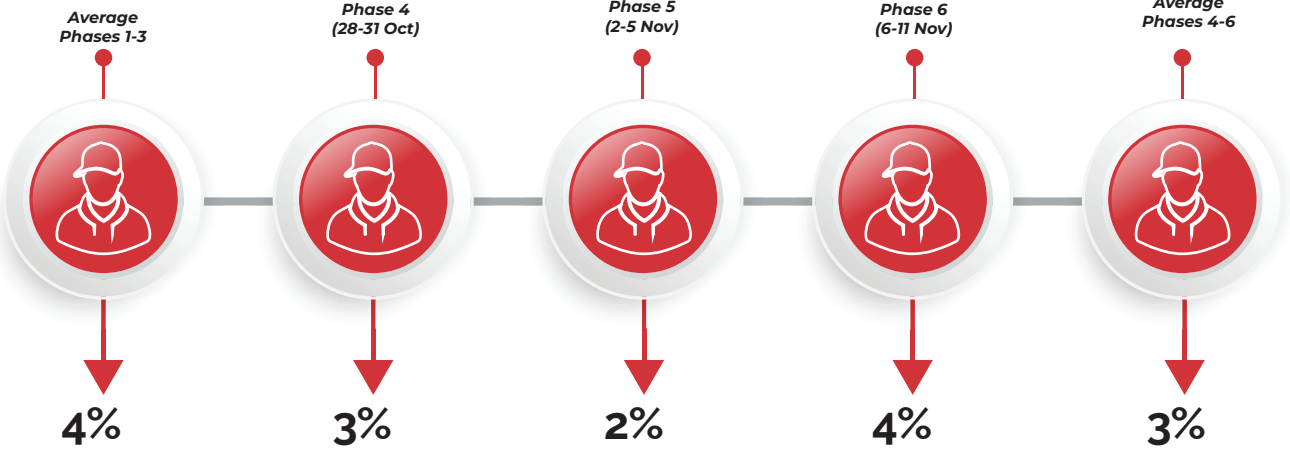 Average
Phases 1-3
Phase 4
(28-31 Oct)
Phase 5
(2-5 Nov)
Phase 6
(6-11 Nov)
Average
Phases 4-6
4%
3%
2%
4%
3%